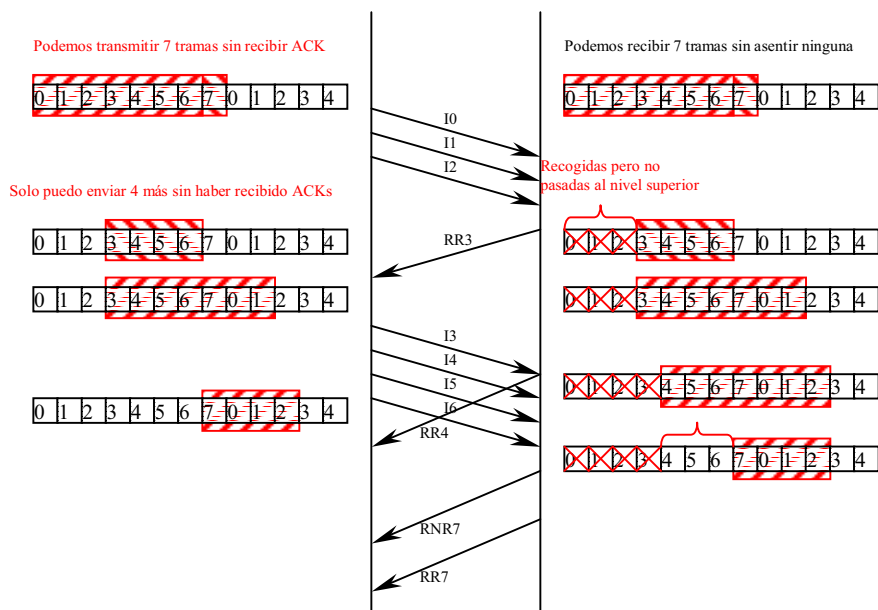 Podemos transmitir 7 tramas sin recibir ACK
Podemos recibir 7 tramas sin asentir ninguna
0 1 2 3 4 5 6 7 0 1 2 3 4
0 1 2 3 4 5 6 7 0 1 2 3 4
I0
I1
I2
Recogidas pero no
pasadas al nivel superior
Solo puedo enviar 4 más sin haber recibido ACKs
0 1 2 3 4 5 6 7 0 1 2 3 4
RR3
0 1 2 3 4 5 6 7 0 1 2 3 4
0 1 2 3 4 5 6 7 0 1 2 3 4
0 1 2 3 4 5 6 7 0 1 2 3 4
I3
I4
I5
I6
0 1 2 3 4 5 6 7 0 1 2 3 4
0 1 2 3 4 5 6 7 0 1 2 3 4
RR4
0 1 2 3 4 5 6 7 0 1 2 3 4
RNR7
RR7